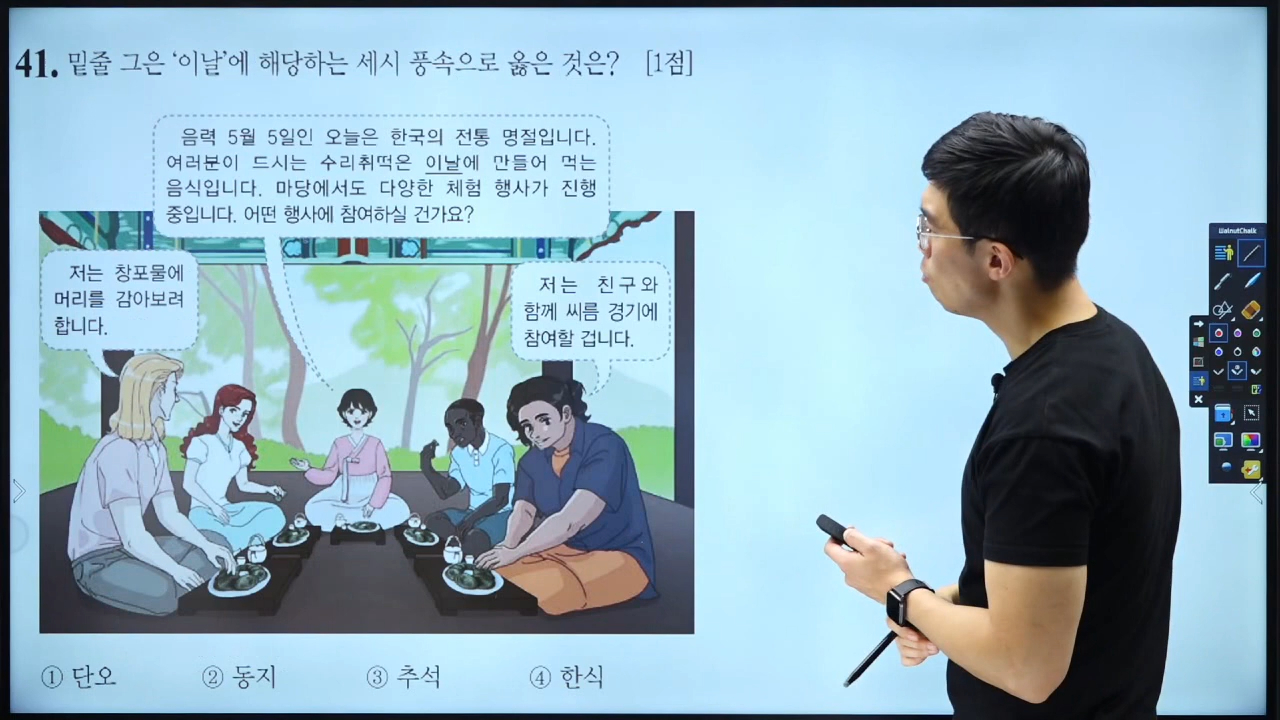 41. 밑줄 그은 ‘이날’에 해당하는 세시 풍속으로 옳은 것은? [1점]
음력 5월 5일인 오늘은 한국의 전통 명절입니다.
여러분이 드시는 수리취떡은 이날에 만들어 먹는
음식입니다. 마당에서도 다양한 체험 행사가 진행
중입니다. 어떤 행사에 참여하실 건가요?
저는 창포물에
머리를 감아보려
합니다.
저는 친구와
함께 씨름 경기에
참여할 겁니다.
① 단오 ② 동지 ③ 추석 ④ 한식
WalnutChalk